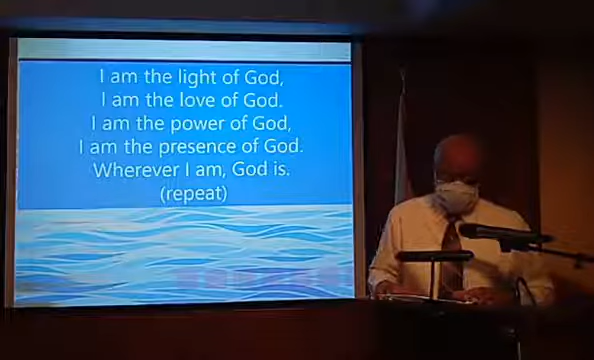 I am the light of God,
I am the love of God.
I am the power of God,
I am the presence of God.
Wherever I am, God is.
(repeat)